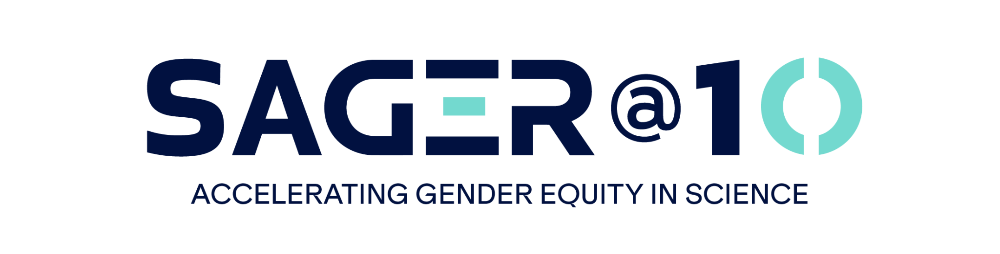 SAGER@10
ACCELERATING GENDER EQUITY IN SCIENCE